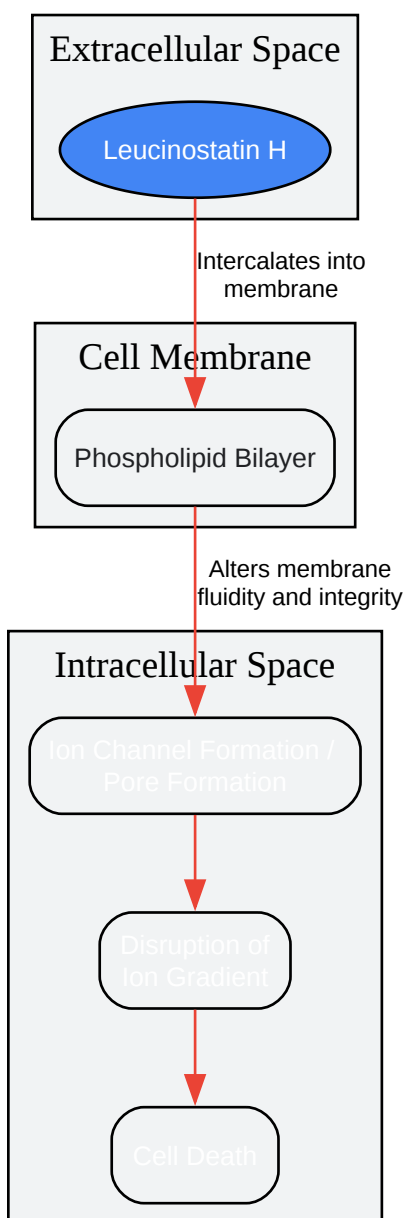 Extracellular Space
Leucinostatin H
Intercalates into
membrane
Cell Membrane
Phospholipid Bilayer
Alters membrane
fluidity and integrity
Intracellular Space
Ion Channel Formation /
Pore Formation
Disruption of
Ion Gradient
Cell Death